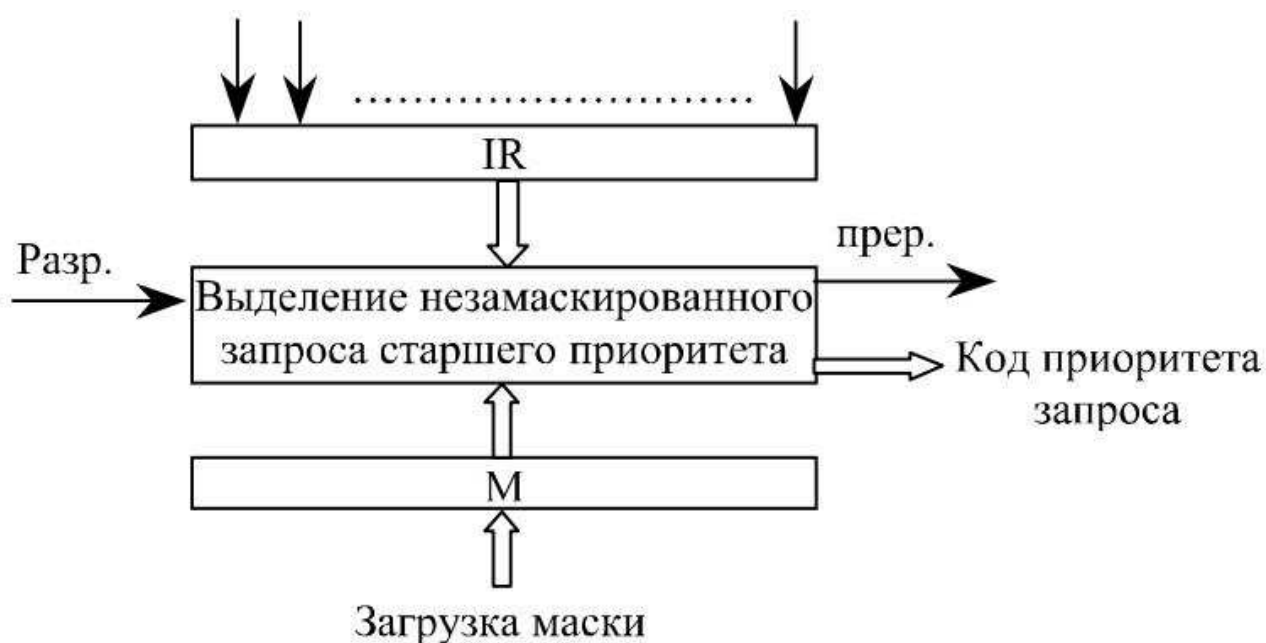 IR
Разр.
прер.
Выделение незамаскированного
запроса старшего приоритета
Код приоритета
запроса
М
Загрузка маски